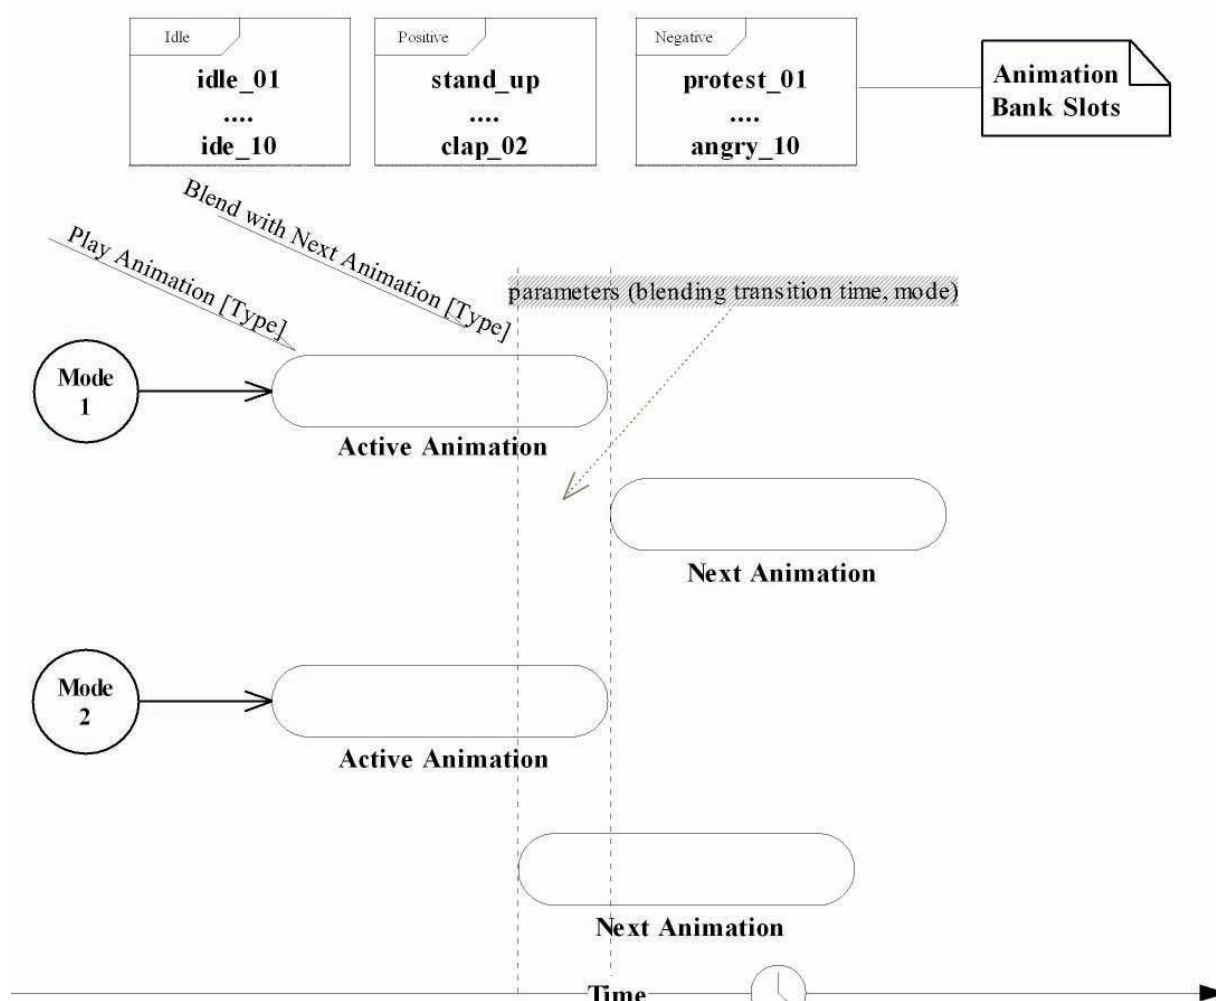 Idle
idle_01
....
ide_10
Positive
stand_up
....
clap_02
Negative
protest_01
....
angry_10
Animation
Bank Slots
Blend with Next Animation [Type]
Play Animation [Type]
parameters (blending transition time, mode)
Mode
1
Active Animation
Next Animation
Mode
2
Active Animation
Next Animation
Time